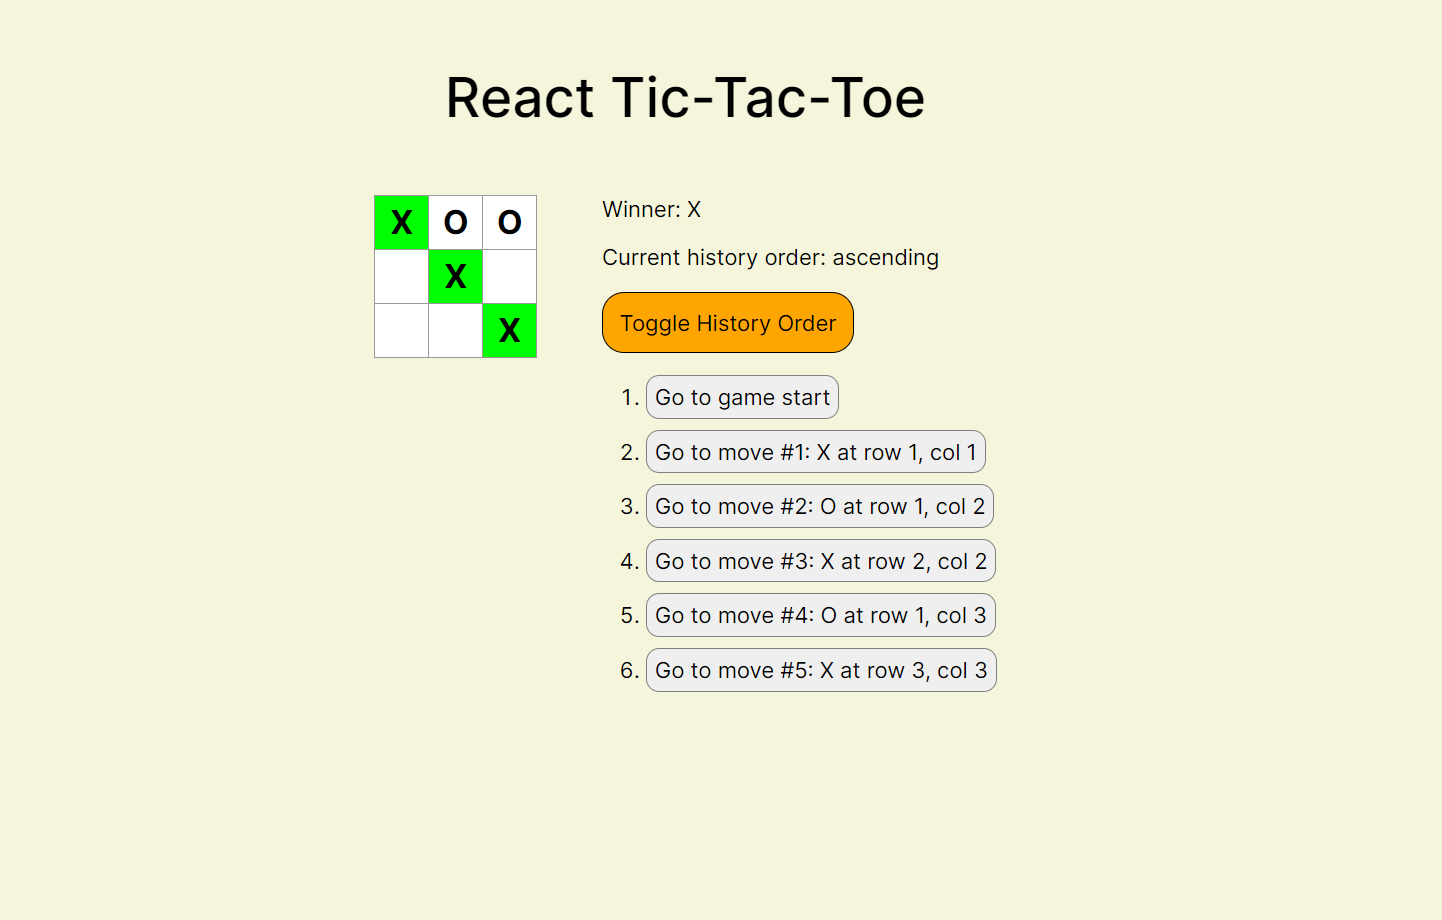 React Tic-Tac-Toe
X O O
X
X
Winner: X
Current history order: ascending
Toggle History Order
1. Go to game start
2. Go to move #1: X at row 1, col 1
3. Go to move #2: O at row 1, col 2
4. Go to move #3: X at row 2, col 2
5. Go to move #4: O at row 1, col 3
6. Go to move #5: X at row 3, col 3